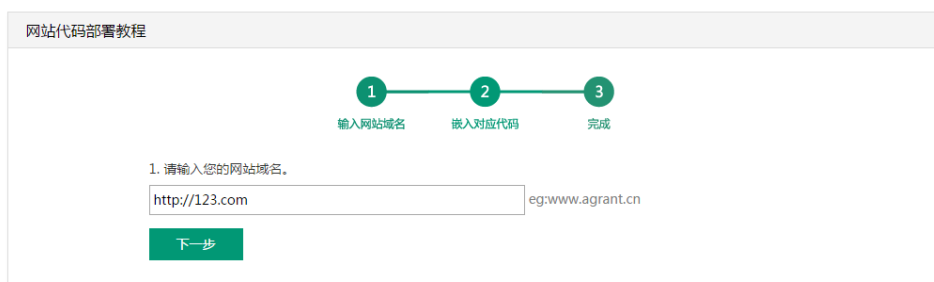 网站代码部署教程
1 2 3
输入网站域名 嵌入对应代码 完成
1. 请输入您的网站域名。
http://123.com eg:www.agrant.cn
下一步